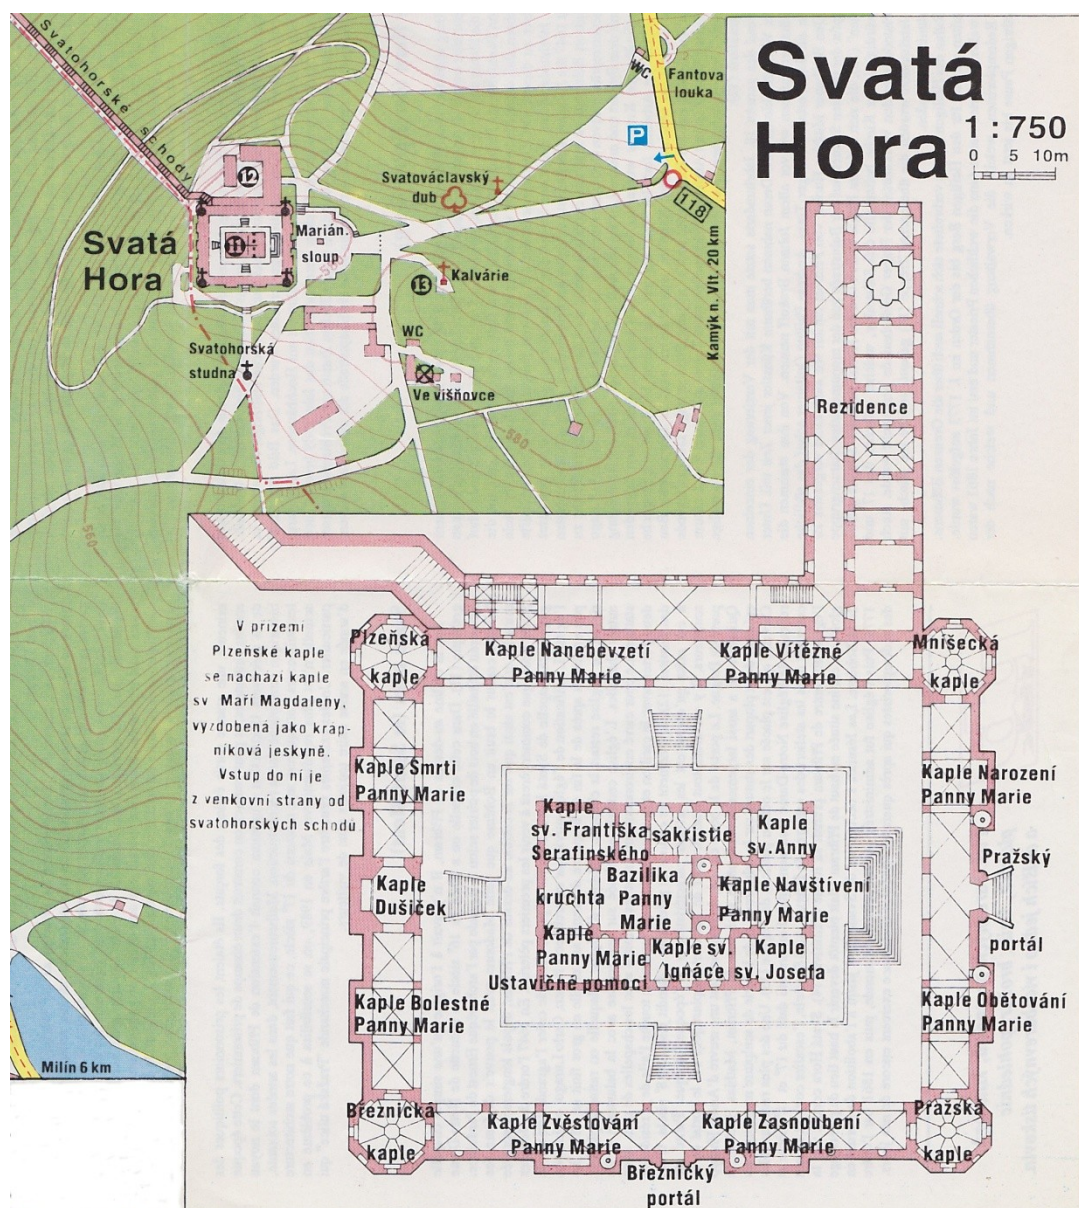 Svatá
Hora
1 : 750
0 5 10m
Svatohorské schody
WC
Fantova
louka
P
118
Svatováclavský
dub
12
11
Svatá
Hora
Marián.
sloup
13
Kalvárie
Kamýk n. Vlt. 20 km
WC
Svatohorská
studna
Ve višňovce
580
560
Milín 6 km
Rezidence
V přízemí
Plzeňské kaple
se nachází kaple
sv. Maří Magdaleny,
vyzdobená jako kráp-
níková jeskyně.
Vstup do ní je
z venkovní strany od
svatohorských schodů
Plzeňská
kaple
Kaple Nanebevzetí
Panny Marie
Kaple Vítězné
Panny Marie
Mníšecká
kaple
Kaple Smrti
Panny Marie
Kaple Narození
Panny Marie
Kaple
sv. Františka
Serafinského
sakristie
Kaple
sv. Anny
Pražský
portál
Kaple
Dušiček
kruchta
Bazilika
Panny
Marie
Kaple Navštívení
Panny Marie
Kaple
Panny Marie
Ustavičné pomoci
Kaple sv.
Ignáce
Kaple
sv. Josefa
Kaple Bolestné
Panny Marie
Kaple Obětování
Panny Marie
Březnická
kaple
Kaple Zvěstování
Panny Marie
Kaple Zasnoubení
Panny Marie
Pražská
kaple
Březnický
portál